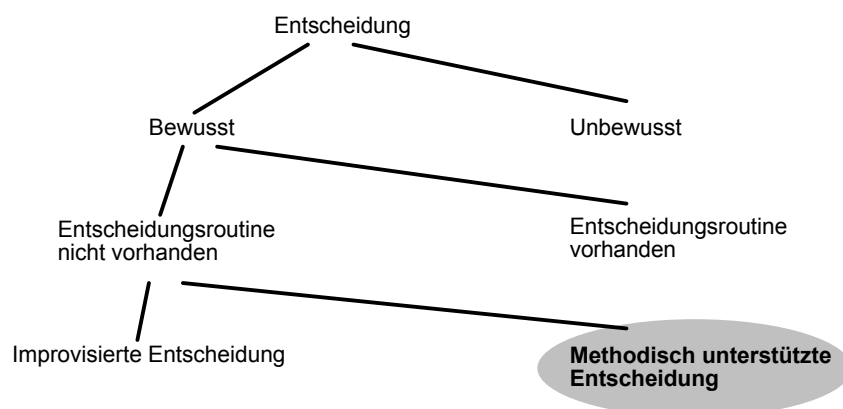 Entscheidung
Bewusst
Unbewusst
Entscheidungsroutine
nicht vorhanden
Entscheidungsroutine
vorhanden
Improvisierte Entscheidung
Methodisch unterstützte
Entscheidung